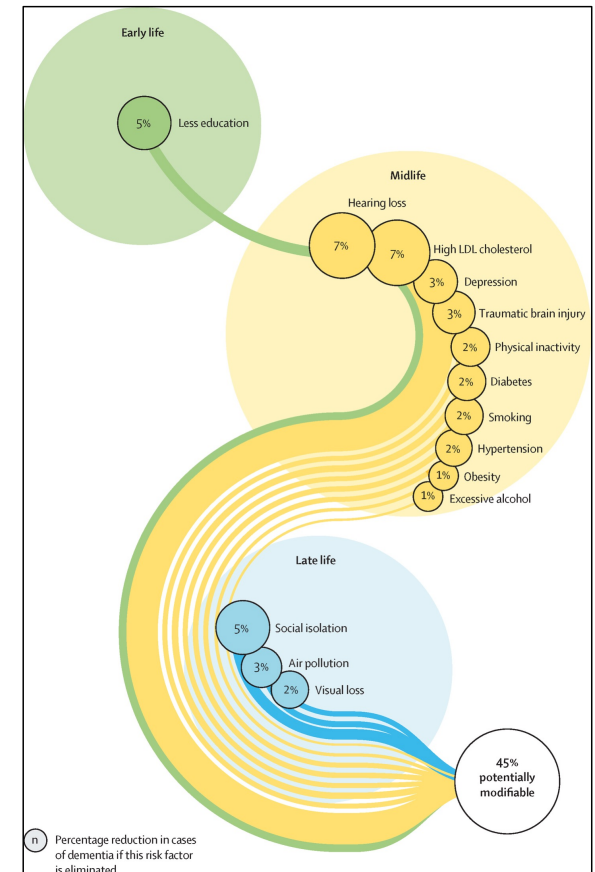 Early life
5%
Less education
Midlife
Hearing loss
7%
7%
High LDL cholesterol
3%
Depression
3%
Traumatic brain injury
2%
Physical inactivity
2%
Diabetes
2%
Smoking
2%
Hypertension
1%
Obesity
1%
Excessive alcohol
Late life
5%
Social isolation
3%
Air pollution
2%
Visual loss
45%
potentially
modifiable
n
Percentage reduction in cases
of dementia if this risk factor
is eliminated